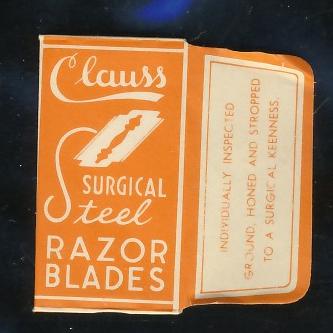 Clauss
SURGICAL
Steel
RAZOR
BLADES
INDIVIDUALLY INSPECTED
GROUND, HONED AND STROPPED
TO A SURGICAL KEENNESS.